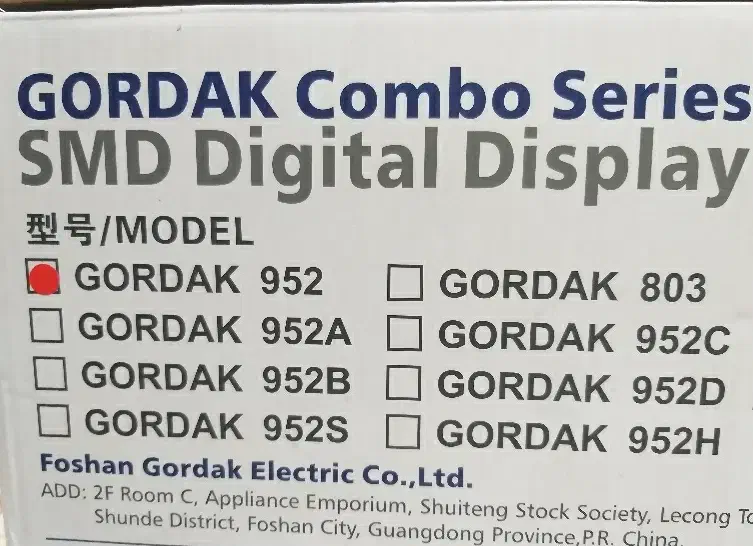 GORDAK Combo Series
SMD Digital Display
型号/MODEL
GORDAK 952
GORDAK 803
GORDAK 952A
GORDAK 952C
GORDAK 952B
GORDAK 952D
GORDAK 952S
GORDAK 952H
Foshan Gordak Electric Co.,Ltd.
ADD: 2F Room C, Appliance Emporium, Shuiteng Stock Society, Lecong
Shunde District, Foshan City, Guangdong Province,P.R. China.